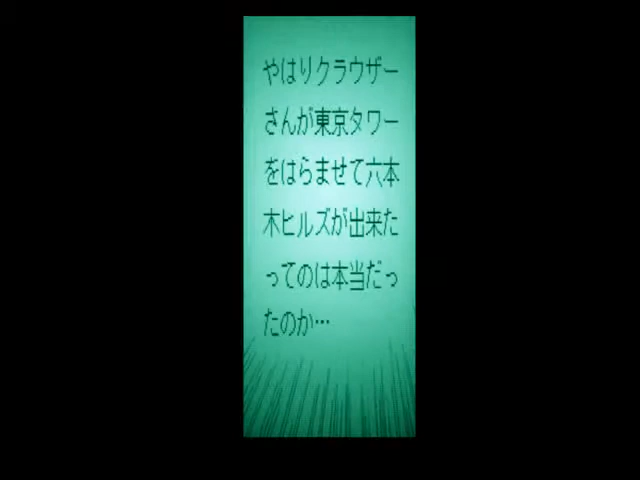 やはりクラウザー
さんが東京タワー
をはらませて六本
木ヒルズが出来た
ってのは本当だっ
たのか…